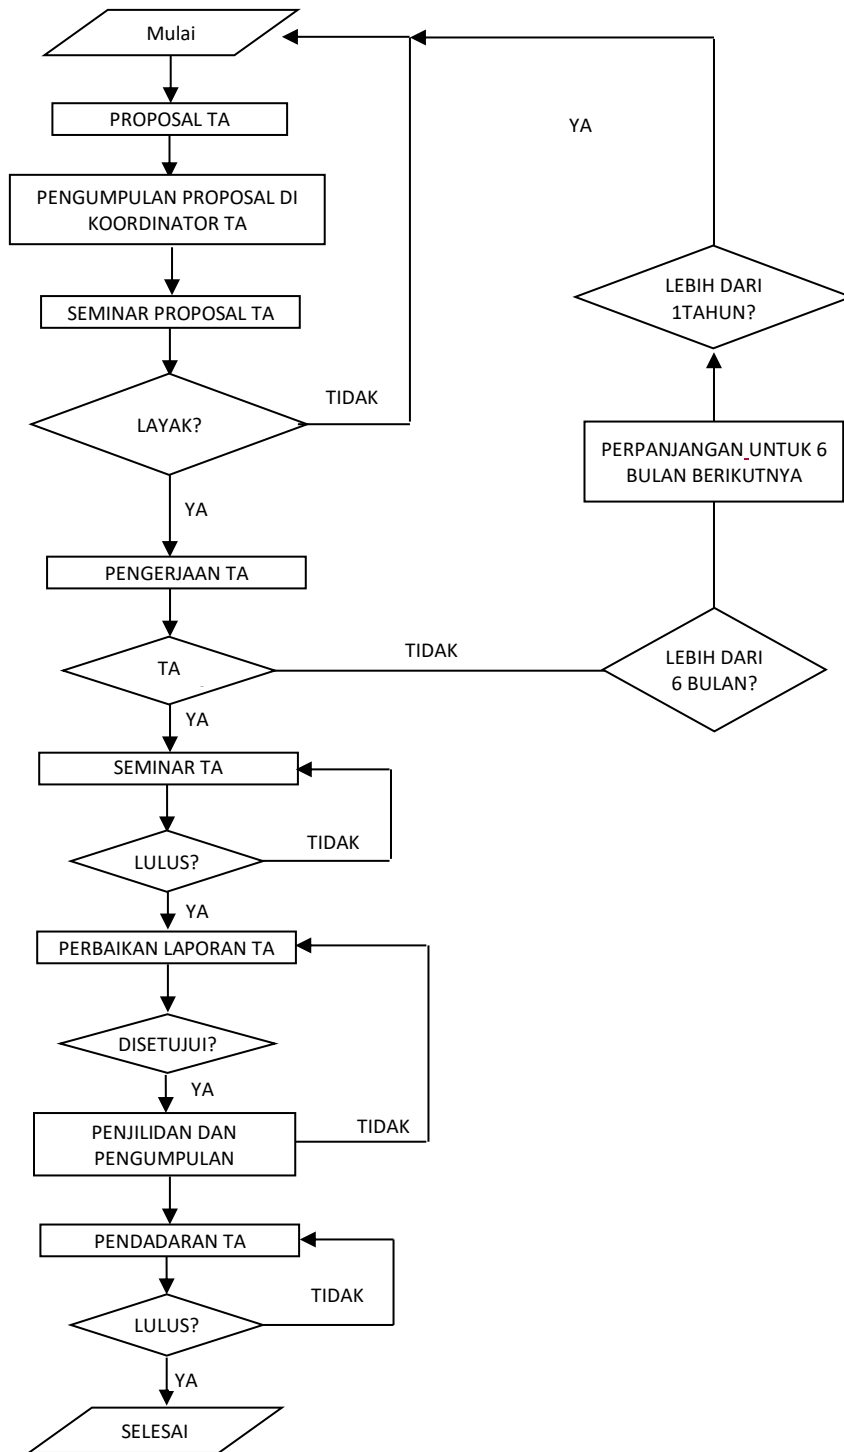 Mulai
YA
PROPOSAL TA
PENGUMPULAN PROPOSAL DI
KOORDINATOR TA
SEMINAR PROPOSAL TA
LEBIH DARI
1TAHUN?
LAYAK?
TIDAK
PERPANJANGAN UNTUK 6
BULAN BERIKUTNYA
YA
PENGERJAAN TA
TA
TIDAK
LEBIH DARI
6 BULAN?
YA
SEMINAR TA
LULUS?
TIDAK
YA
PERBAIKAN LAPORAN TA
DISETUJUI?
YA
PENJILIDAN DAN
PENGUMPULAN
TIDAK
PENDADARAN TA
LULUS?
TIDAK
YA
SELESAI